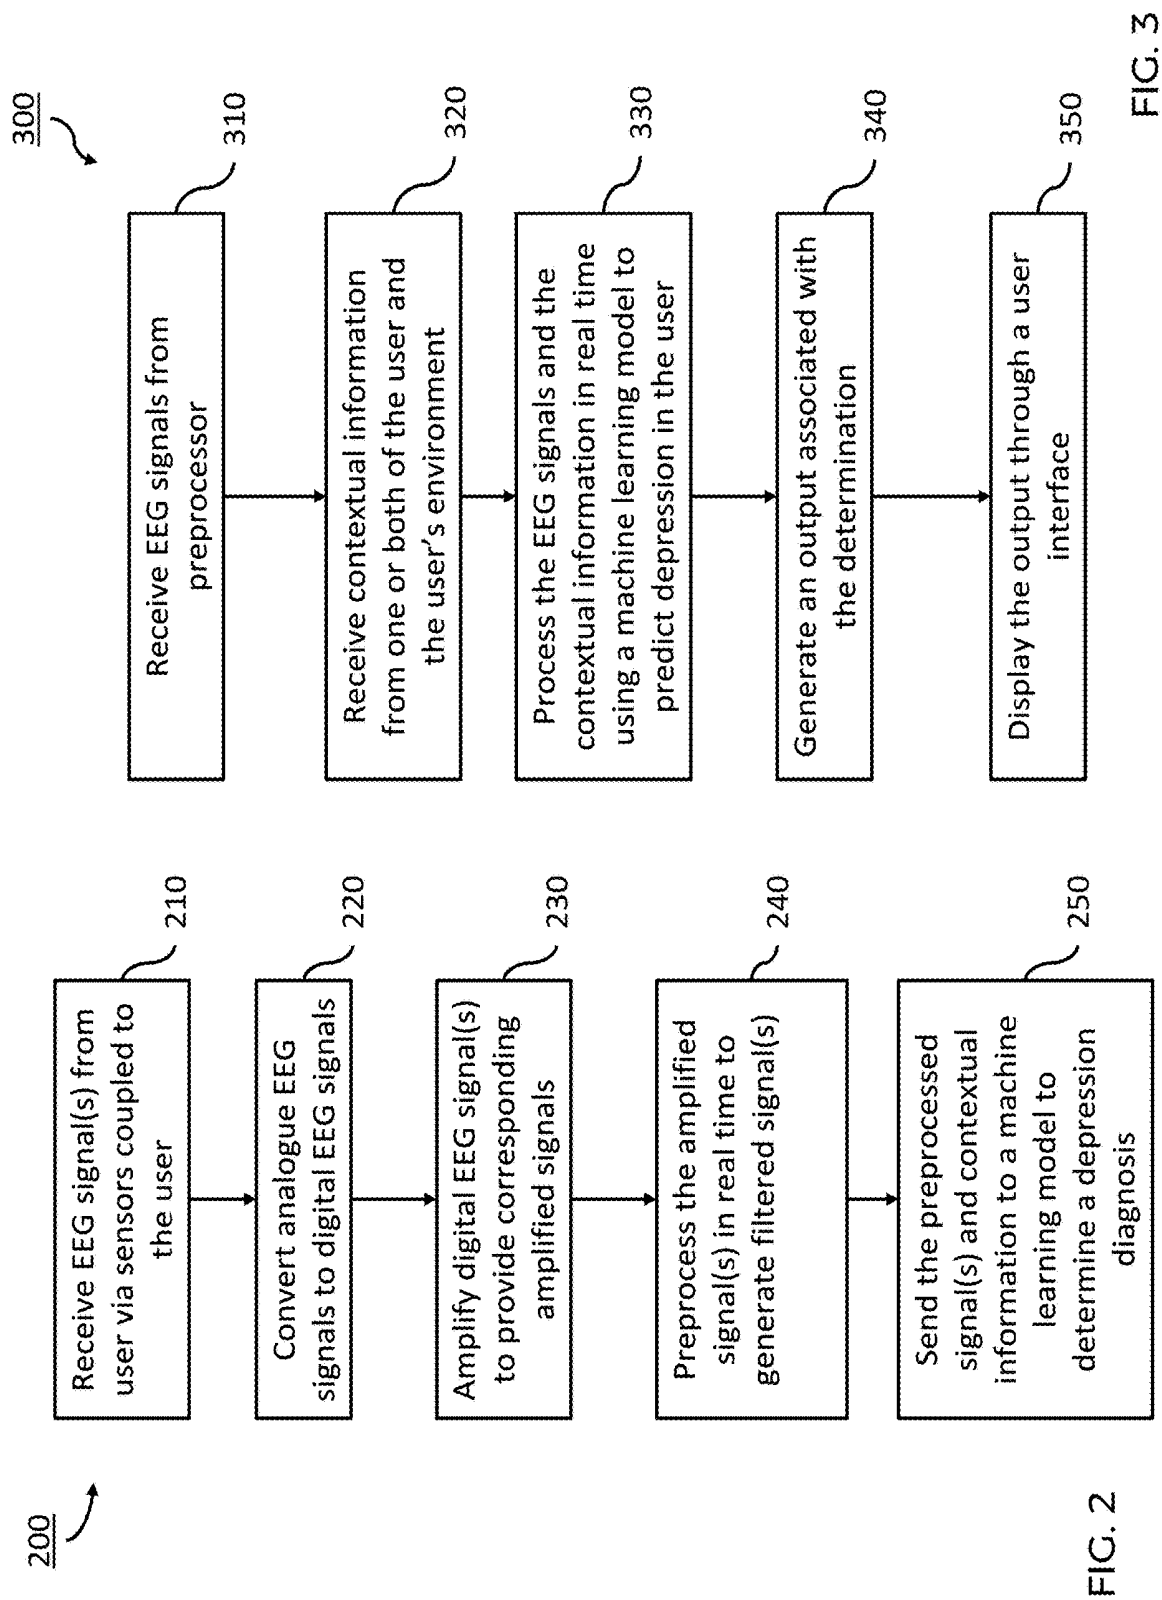 200
Receive EEG signal(s) from
user via sensors coupled to
the user
210
Convert analogue EEG
signals to digital EEG signals
220
Amplify digital EEG signal(s)
to provide corresponding
amplified signals
230
Preprocess the amplified
signal(s) in real time to
generate filtered signal(s)
240
Send the preprocessed
signal(s) and contextual
information to a machine
learning model to
determine a depression
diagnosis
250
FIG. 2
300
Receive EEG signals from
preprocessor
310
Receive contextual information
from one or both of the user and
the user's environment
320
Process the EEG signals and the
contextual information in real time
using a machine learning model to
predict depression in the user
330
Generate an output associated with
the determination
340
Display the output through a user
interface
350
FIG. 3